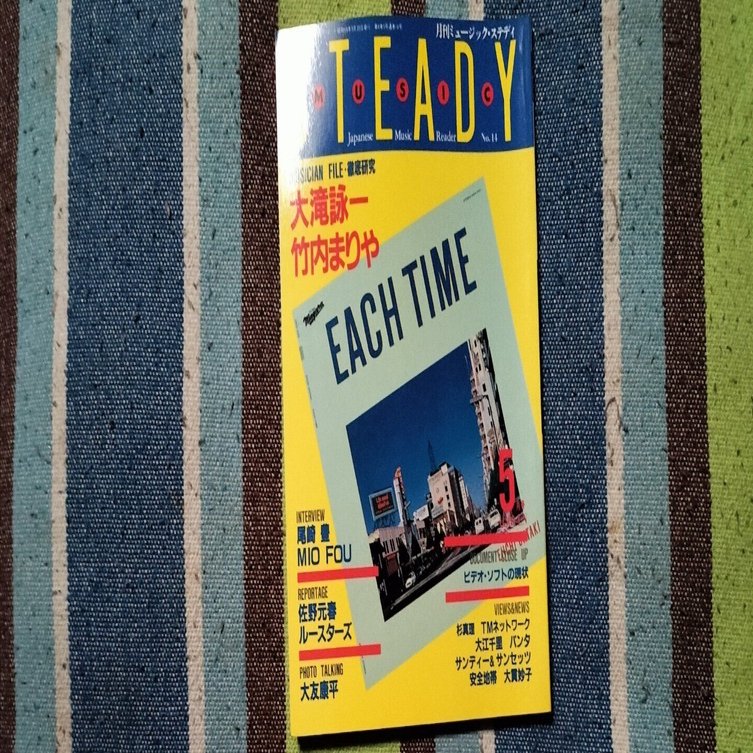 月刊ミュージック・ステディ
TEADY
MUSIC
Japanese Music Reader No.14
MUSICIAN FILE・徹底研究
大滝詠一
竹内まりや
EACH TIME
5
INTERVIEW
尾崎 豊
MIO FOU
REPORTAGE
佐野元春
ルースターズ
PHOTO TALKING
大友康平
DOCUMENT・CLOSE UP
ビデオ・ソフトの現状
VIEWS&NEWS
杉真理 TMネットワーク
大江千里 パンタ
サンディー&サンセッツ
安全地帯 大貫妙子